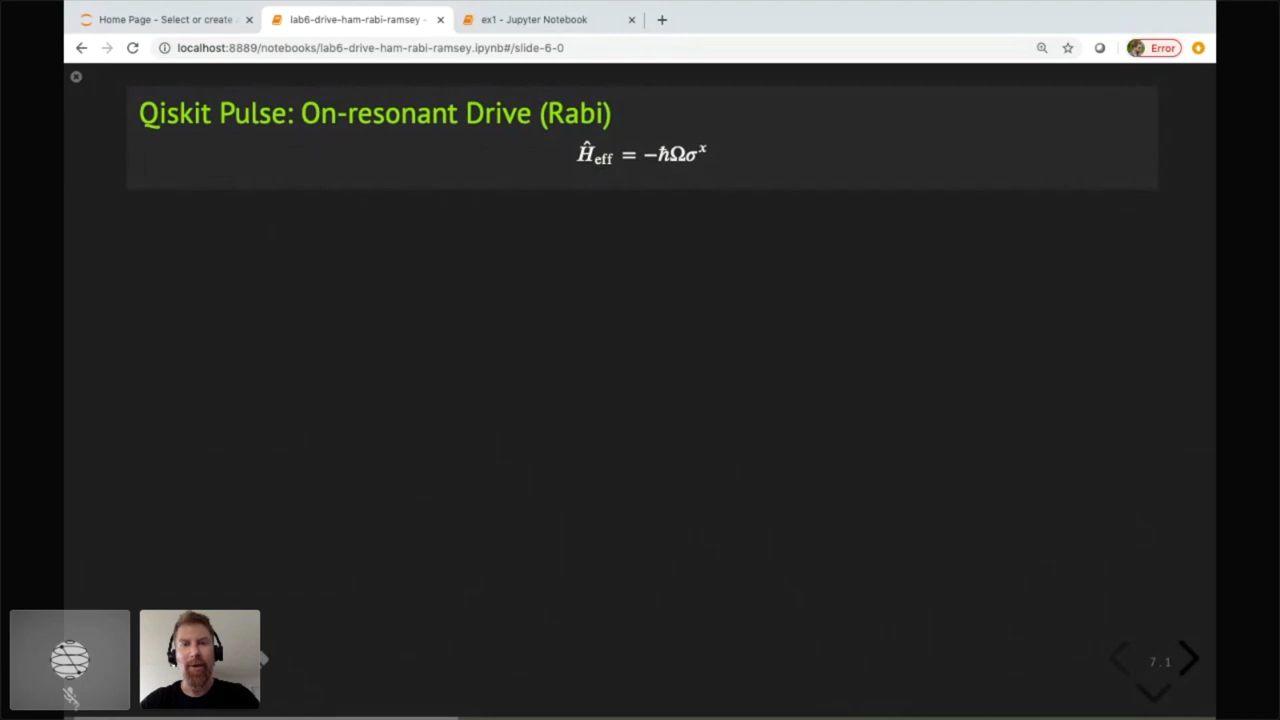 Home Page - Select or create
lab6-drive-ham-rabi-ramsey -
ex1 - Jupyter Notebook
localhost:8889/notebooks/lab6-drive-ham-rabi-ramsey.ipynb#/slide-6-0
Error
Qiskit Pulse: On-resonant Drive (Rabi)
Ĥ_eff = −ħΩσ^x
7.1